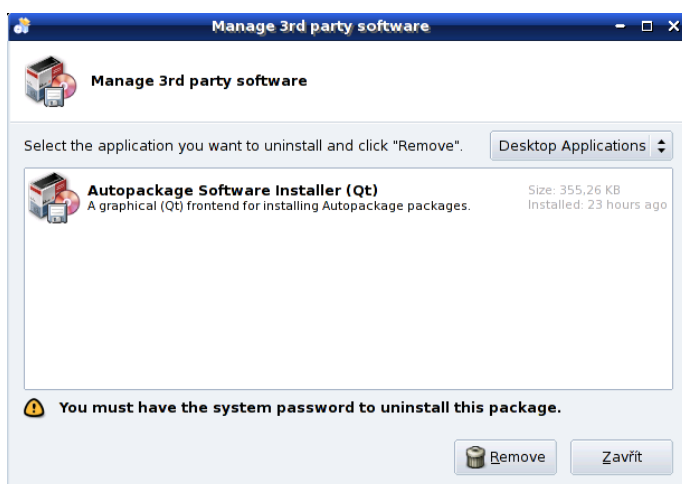 Manage 3rd party software
Manage 3rd party software
Select the application you want to uninstall and click "Remove".
Desktop Applications
Autopackage Software Installer (Qt)
Size: 355,26 KB
A graphical (Qt) frontend for installing Autopackage packages.
Installed: 23 hours ago
You must have the system password to uninstall this package.
Remove
Zavřít